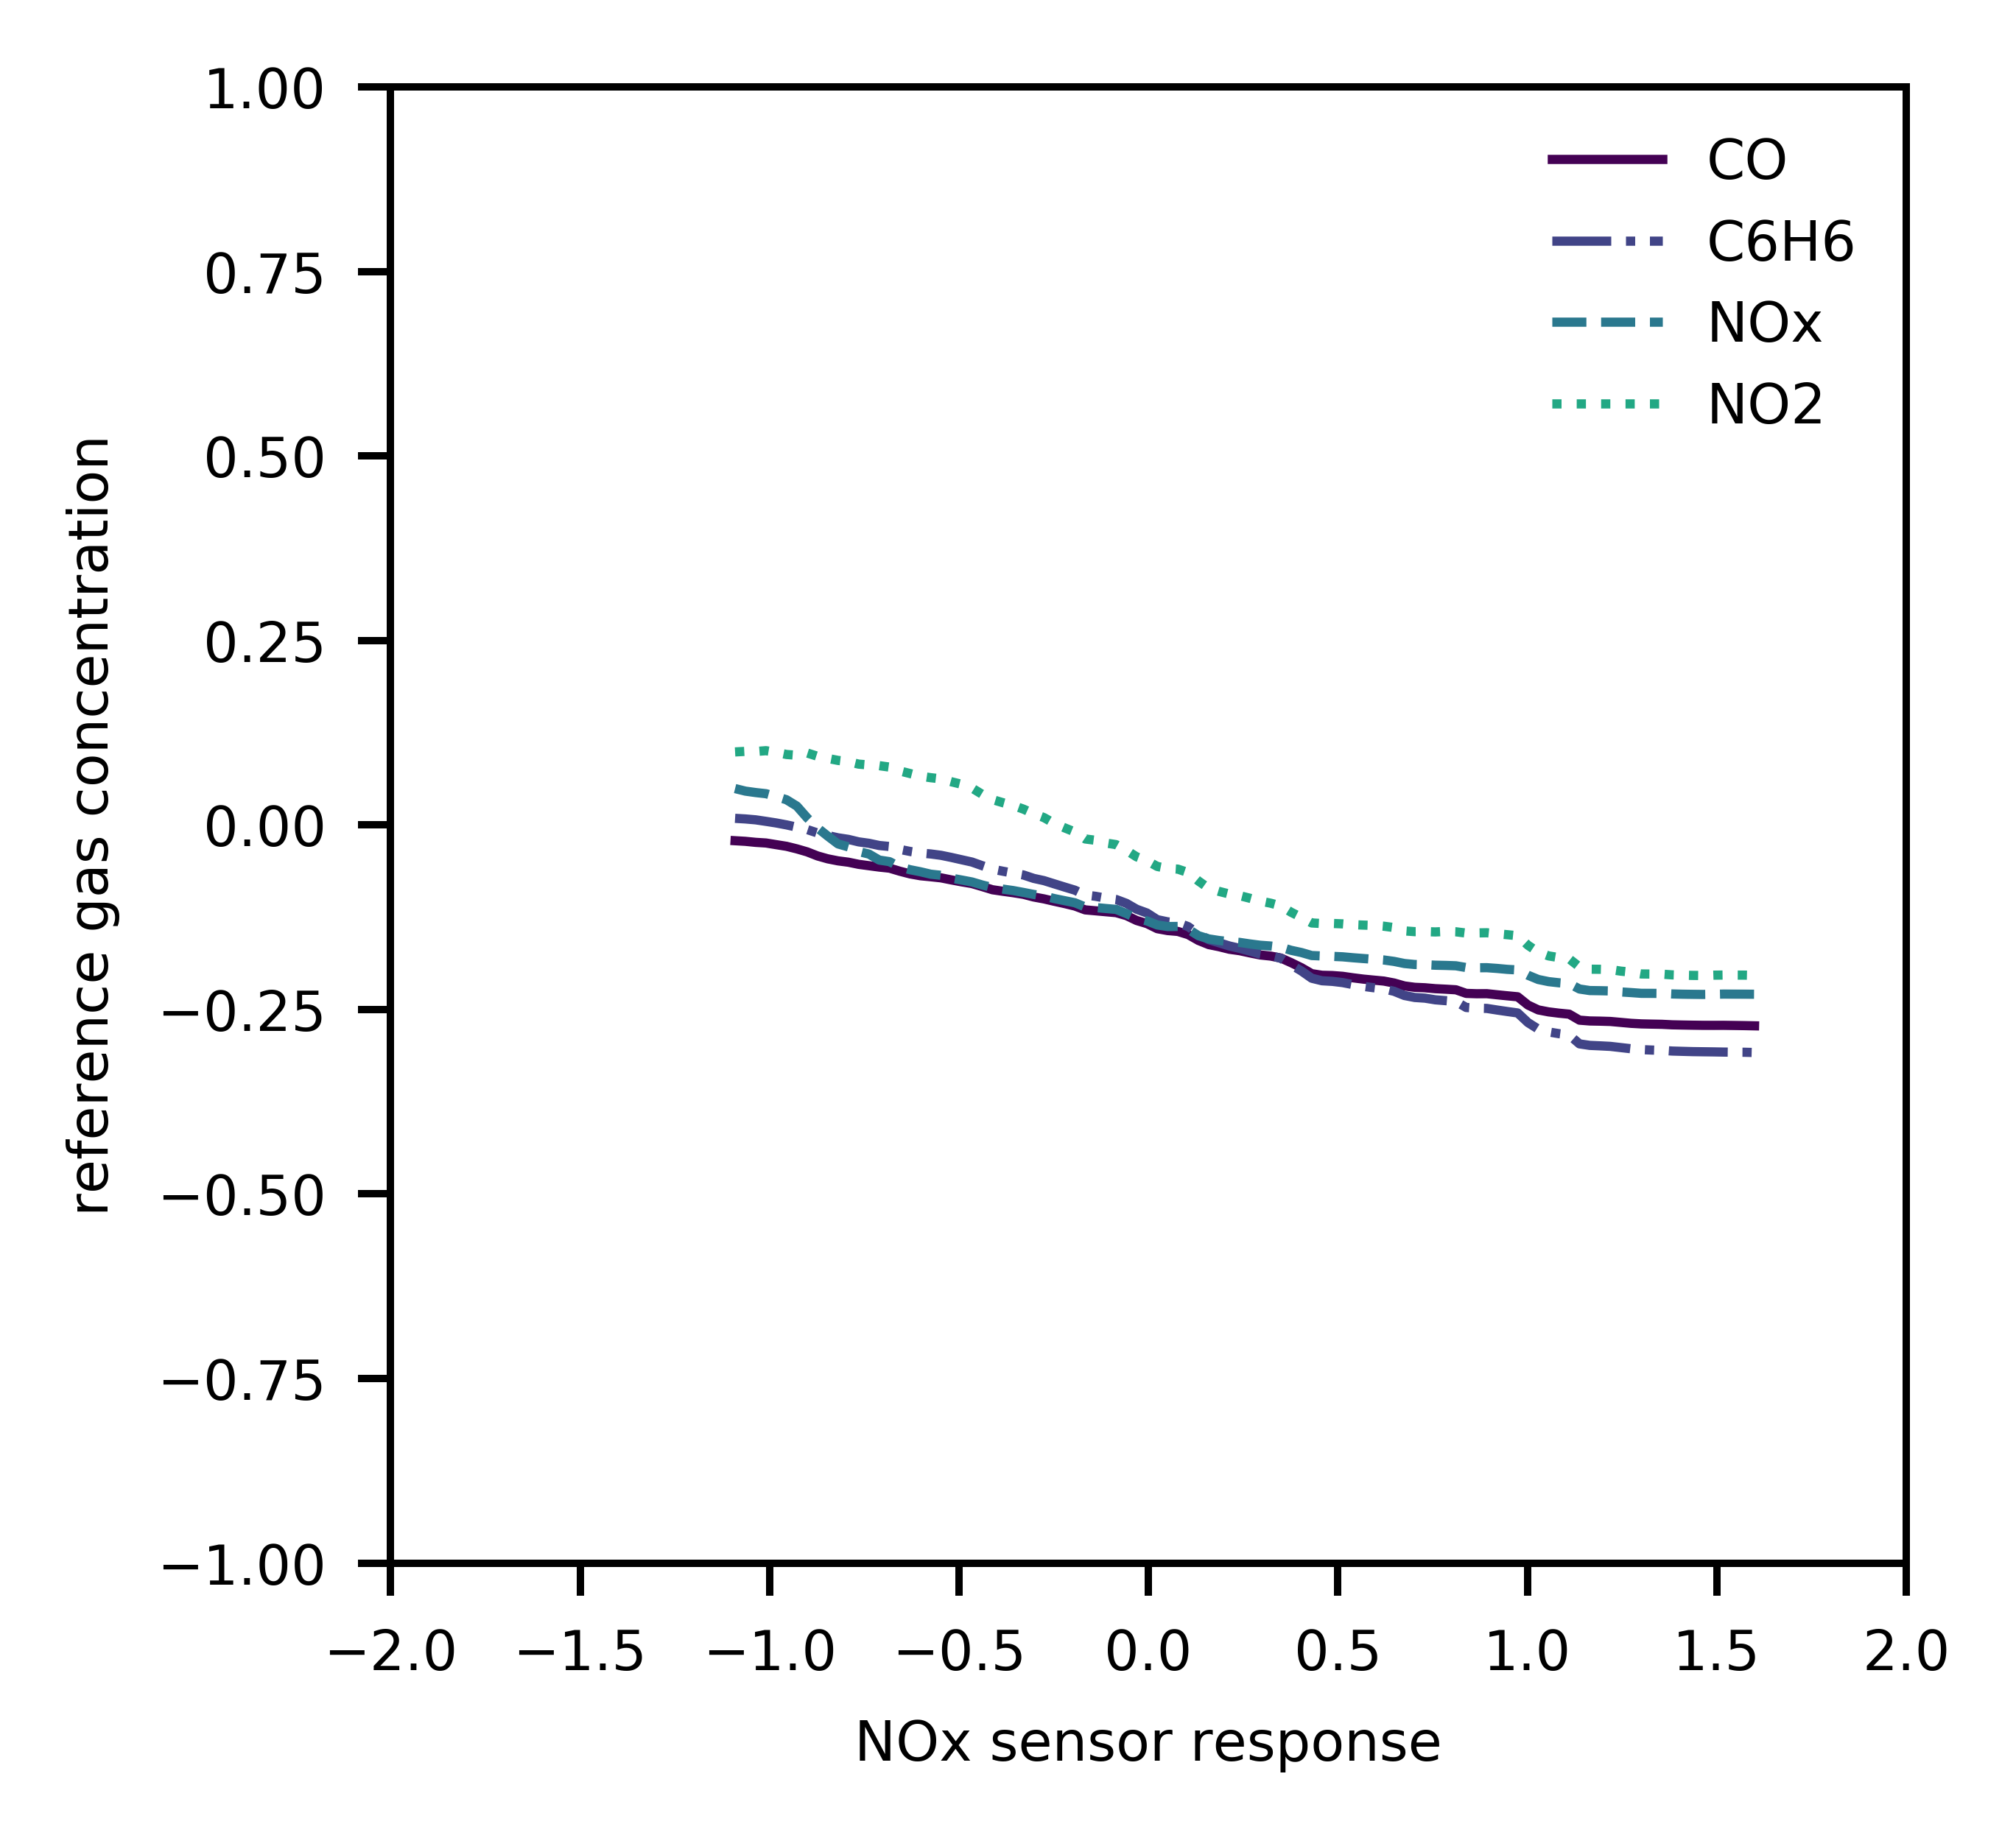 1.00
0.75
0.50
0.25
0.00
−0.25
−0.50
−0.75
−1.00
reference gas concentration
CO
C6H6
NOx
NO2
−2.0 −1.5 −1.0 −0.5 0.0 0.5 1.0 1.5 2.0
NOx sensor response